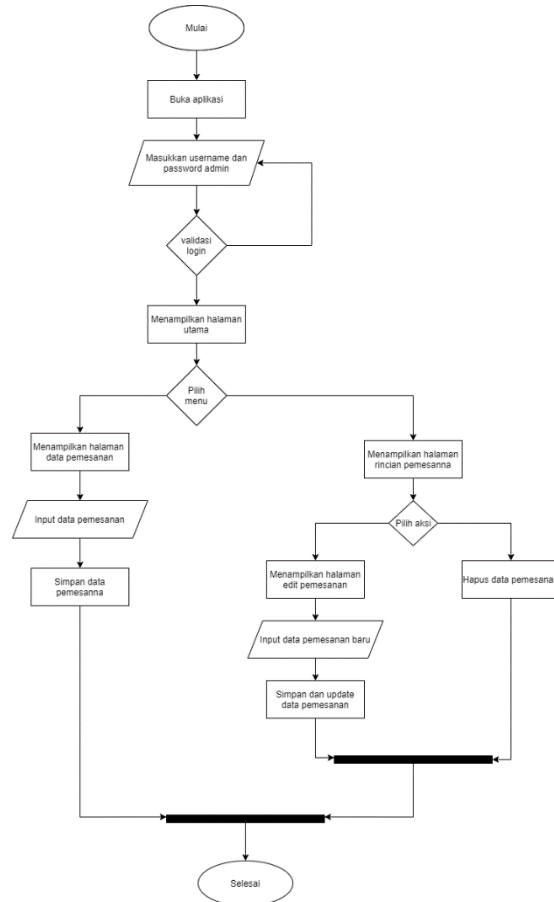 Mulai
Buka aplikasi
Masukkan username dan
password admin
validasi
login
Menampilkan halaman
utama
Pilih
menu
Menampilkan halaman
data pemesanan
Menampilkan halaman
rincian pemesanna
Input data pemesanan
Pilih aksi
Simpan data
pemesanna
Menampilkan halaman
edit pemesanan
Hapus data pemesanan
Input data pemesanan baru
Simpan dan update
data pemesanan
Selesai